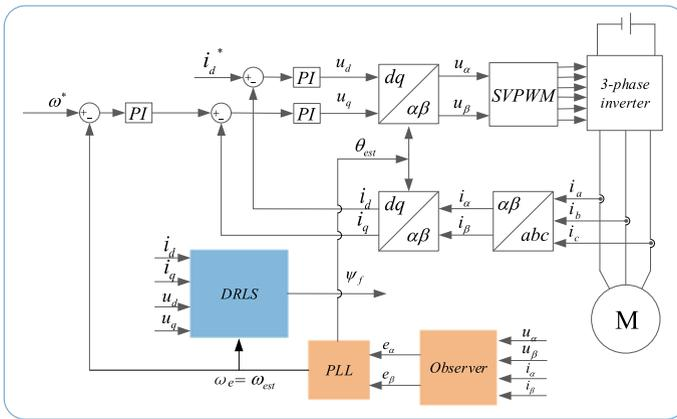 i_d^*
PI
u_d
dq
αβ
u_α
u_β
SVPWM
3-phase
inverter
ω*
+
−
PI
+
−
+
−
PI
u_q
θ_est
i_d
i_q
dq
αβ
i_α
i_β
αβ
abc
i_a
i_b
i_c
M
i_d
i_q
u_d
u_q
DRLS
ψ_f
ω_e = ω_est
PLL
e_α
e_β
Observer
u_α
u_β
i_α
i_β